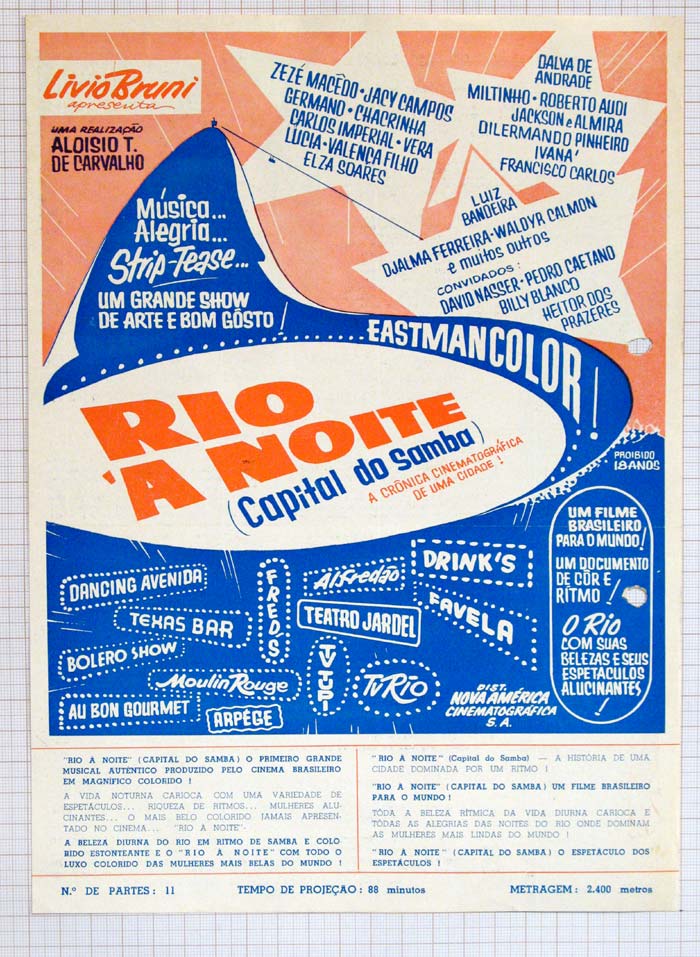 Livio Bruni
apresenta
UMA REALIZAÇÃO
ALOISIO T.
DE CARVALHO
ZEZÉ MACÊDO · JACY CAMPOS
GERMANO · CHACRINHA
CARLOS IMPERIAL · VERA
LUCIA · VALENÇA FILHO
ELZA SOARES
DALVA DE
ANDRADE
MILTINHO · ROBERTO AUDI
JACKSON e ALMIRA
DILERMANDO PINHEIRO
IVANÁ
FRANCISCO CARLOS
LUIZ
BANDEIRA
DJALMA FERREIRA · WALDYR CALMON
e muitos outros
CONVIDADOS:
DAVID NASSER · PEDRO CAETANO
BILLY BLANCO
HEITOR DOS
PRAZERES
Música...
Alegria...
Strip-Tease...
UM GRANDE SHOW
DE ARTE E BOM GÔSTO!
EASTMANCOLOR!
RIO
'A NOITE
(Capital do Samba)
A CRÔNICA CINEMATOGRÁFICA
DE UMA CIDADE!
PROIBIDO
18 ANOS
UM FILME
BRASILEIRO
PARA O MUNDO!
UM DOCUMENTO
DE CÔR E
RÍTMO!
O Rio
COM SUAS
BELEZAS E SEUS
ESPETACULOS
ALUCINANTES
!
DANCING AVENIDA
TEXAS BAR
BOLERO SHOW
Moulin Rouge
AU BON GOURMET
ARPÉGE
FREDS
Alfredão
DRINK'S
TEATRO JARDEL
FAVELA
TV TUPI
TV Rio
DIST.
NOVA AMÉRICA
CINEMATOGRÁFICA
S.A.
"RIO À NOITE" (CAPITAL DO SAMBA) O PRIMEIRO GRANDE
MUSICAL AUTENTICO PRODUZIDO PELO CINEMA BRASILEIRO
EM MAGNIFICO COLORIDO !
A VIDA NOTURNA CARIOCA COM UMA VARIEDADE DE
ESPETÁCULOS... RIQUEZA DE RITMOS... MULHERES ALU-
CINANTES... O MAIS BELO COLORIDO JAMAIS APRESEN-
TADO NO CINEMA... "RIO À NOITE"-
A BELEZA DIURNA DO RIO EM RITMO DE SAMBA E COLO
RIDO ESTONTEANTE E O "RIO À NOITE" COM TODO O
LUXO COLORIDO DAS MULHERES MAIS BELAS DO MUNDO !
"RIO À NOITE" (Capital do Samba) — A HISTÓRIA DE UMA
CIDADE DOMINADA POR UM RITMO !
"RIO À NOITE" (CAPITAL DO SAMBA) UM FILME BRASILEIRO
PARA O MUNDO !
TÔDA A BELEZA RÍTMICA DA VIDA DIURNA CARIOCA E
TÔDAS AS ALEGRIAS DAS NOITES DO RIO ONDE DOMINAM
AS MULHERES MAIS LINDAS DO MUNDO !
"RIO À NOITE" (CAPITAL DO SAMBA) O ESPETÁCULO DOS
ESPETÁCULOS !
N.º DE PARTES: 11 TEMPO DE PROJEÇÃO: 88 minutos METRAGEM: 2.400 metros